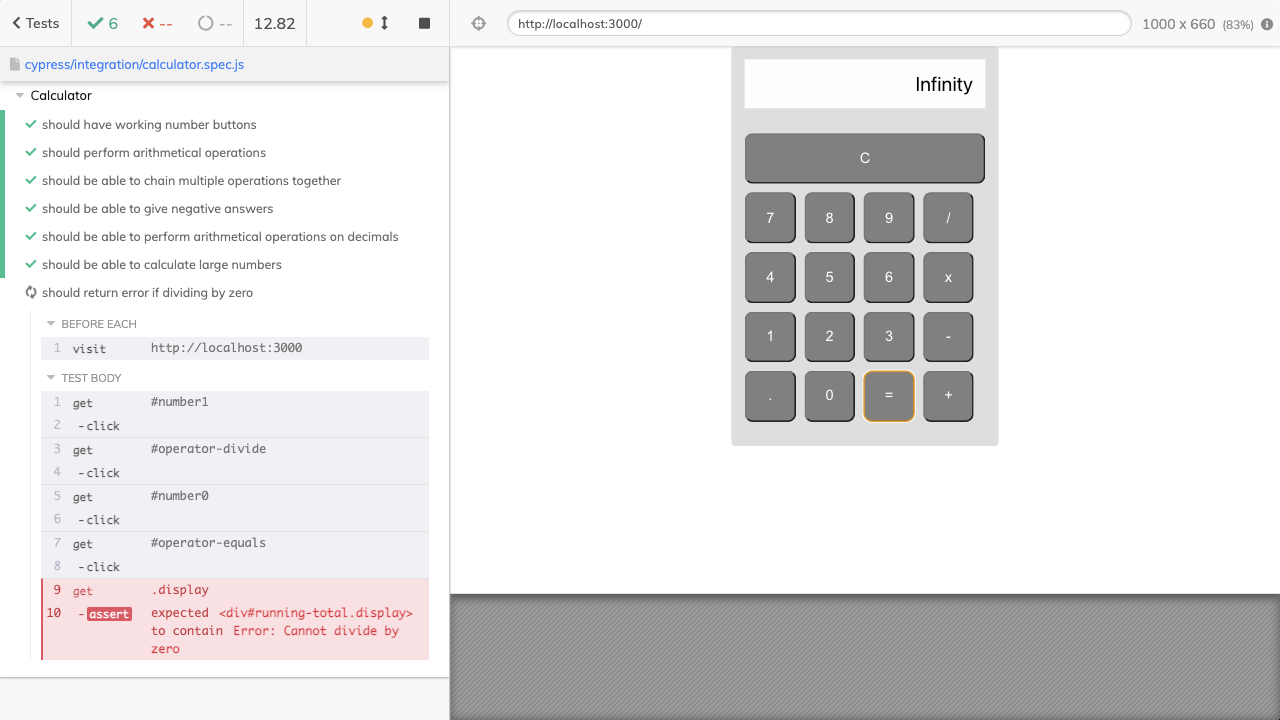 Tests 6 -- -- 12.82
http://localhost:3000/ 1000 x 660 (83%)
cypress/integration/calculator.spec.js
Calculator
should have working number buttons
should perform arithmetical operations
should be able to chain multiple operations together
should be able to give negative answers
should be able to perform arithmetical operations on decimals
should be able to calculate large numbers
should return error if dividing by zero
BEFORE EACH
1 visit http://localhost:3000
TEST BODY
1 get #number1
2 -click
3 get #operator-divide
4 -click
5 get #number0
6 -click
7 get #operator-equals
8 -click
9 get .display
10 -assert expected <div#running-total.display>
to contain Error: Cannot divide by
zero
Infinity
C
7 8 9 /
4 5 6 x
1 2 3 -
. 0 = +